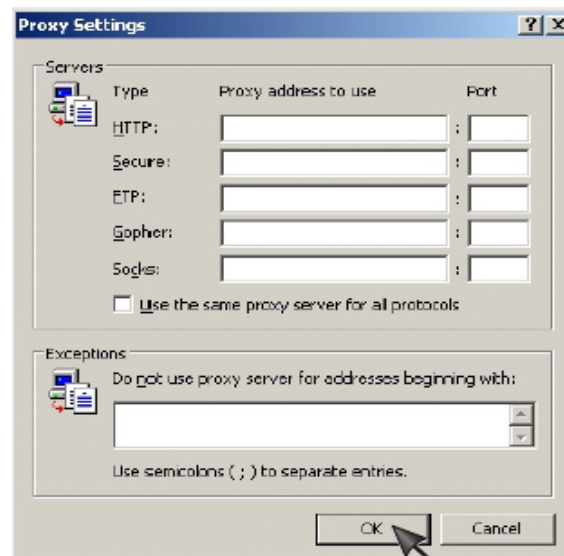 Proxy Settings
Servers
Type Proxy address to use Port
HTTP: :
Secure: :
FTP: :
Gopher: :
Socks: :
Use the same proxy server for all protocols
Exceptions
Do not use proxy server for addresses beginning with:
Use semicolons ( ; ) to separate entries.
OK Cancel